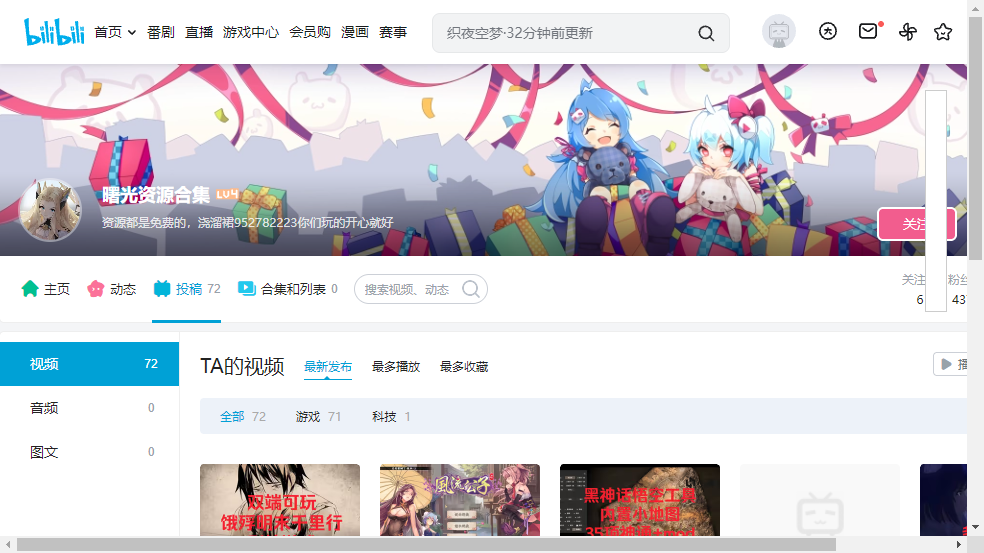 bilibili
首页
番剧
直播
游戏中心
会员购
漫画
赛事
织夜空梦·32分钟前更新
曙光资源合集 LV4
资源都是免费的，浇溜裙952782223你们玩的开心就好
关注
主页
动态
投稿 72
合集和列表 0
搜索视频、动态
关注
粉丝
6
43
视频 72
音频 0
图文 0
TA的视频
最新发布
最多播放
最多收藏
播
全部 72
游戏 71
科技 1
双端可玩
饿殍明末千里行
風流公子
黑神话悟空工具
内置小地图